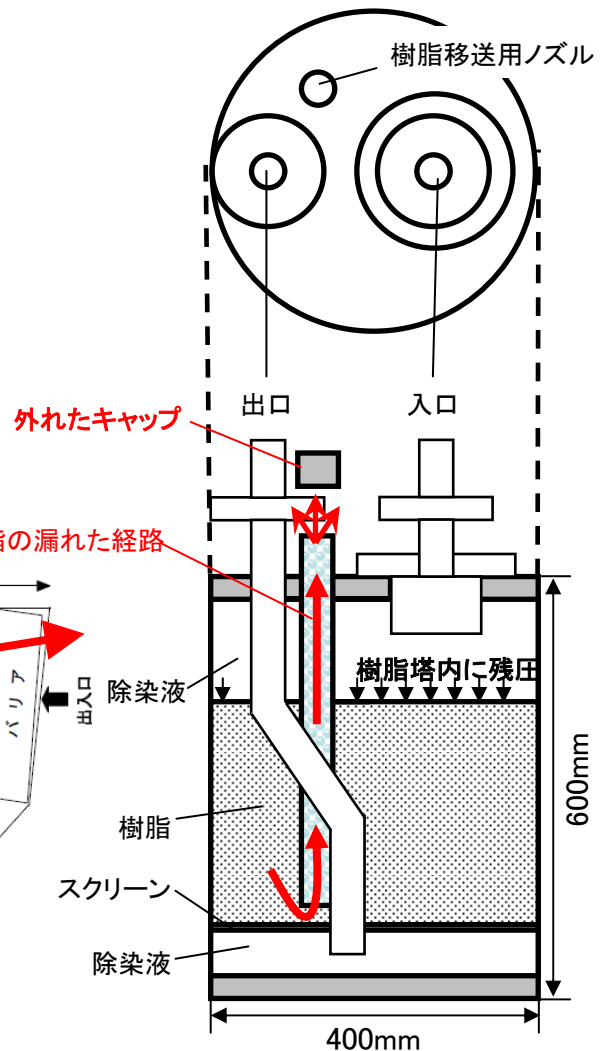 樹脂移送用ノズル
出口
入口
外れたキャップ
脂の漏れた経路
除染液
樹脂塔内に残圧
バリア
出入口
樹脂
スクリーン
除染液
600mm
400mm